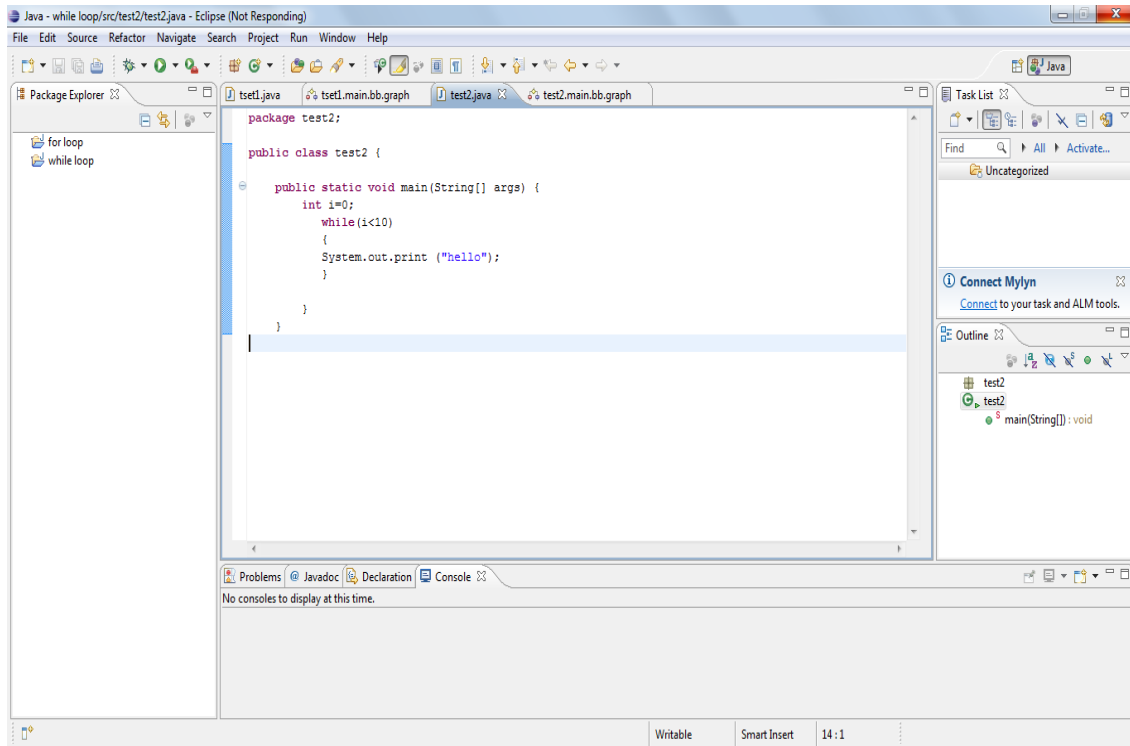 Java - while loop/src/test2/test2.java - Eclipse (Not Responding)
File Edit Source Refactor Navigate Search Project Run Window Help
Java
Package Explorer
for loop
while loop
tset1.java tset1.main.bb.graph test2.java test2.main.bb.graph
package test2;
public class test2 {
public static void main(String[] args) {
int i=0;
while(i<10)
{
System.out.print ("hello");
}
}
}
Task List
Find All Activate...
Uncategorized
Connect Mylyn
Connect to your task and ALM tools.
Outline
test2
test2
main(String[]) : void
Problems @ Javadoc Declaration Console
No consoles to display at this time.
Writable Smart Insert 14 : 1